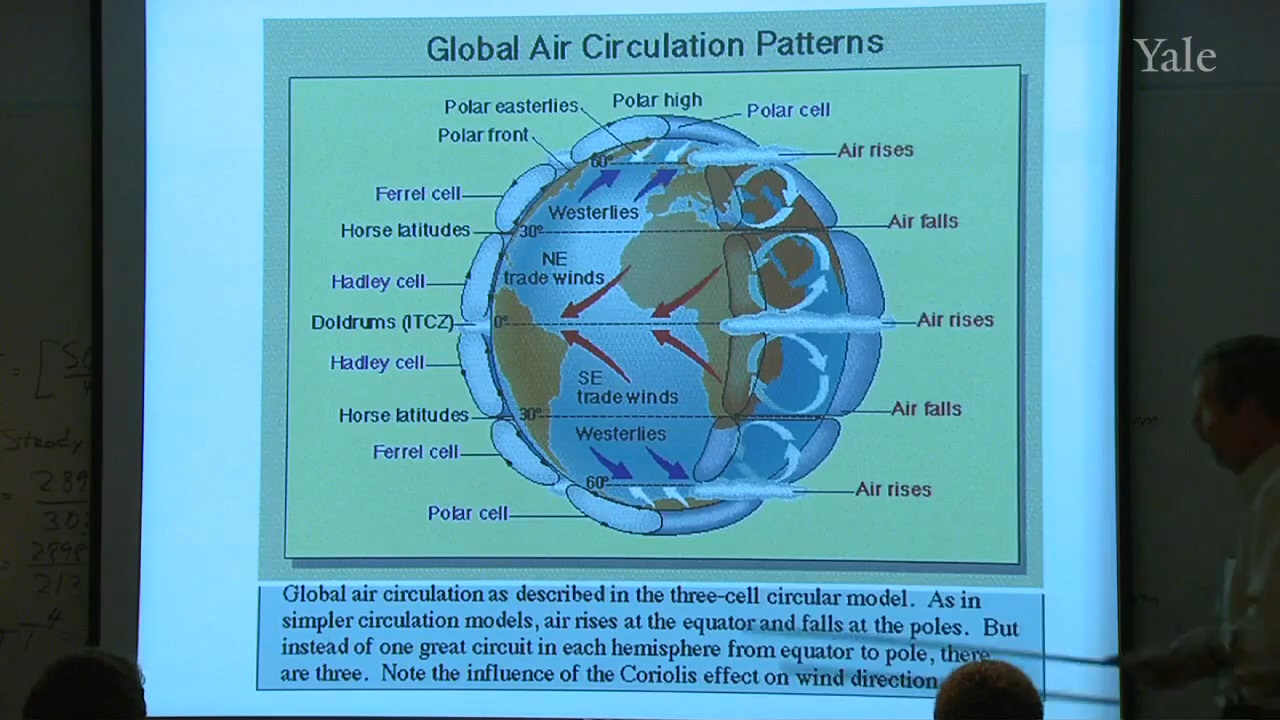 Global Air Circulation Patterns
Yale
Polar easterlies
Polar high
Polar cell
Polar front
Air rises
60°
Ferrel cell
Westerlies
Air falls
Horse latitudes
30°
NE
trade winds
Hadley cell
Doldrums (ITCZ)
0°
Air rises
Hadley cell
SE
trade winds
Horse latitudes
30°
Air falls
Westerlies
Ferrel cell
60°
Air rises
Polar cell
= [
Steady
289
30
2898
213
Global air circulation as described in the three-cell circular model. As in
simpler circulation models, air rises at the equator and falls at the poles. But
instead of one great circuit in each hemisphere from equator to pole, there
are three. Note the influence of the Coriolis effect on wind direction